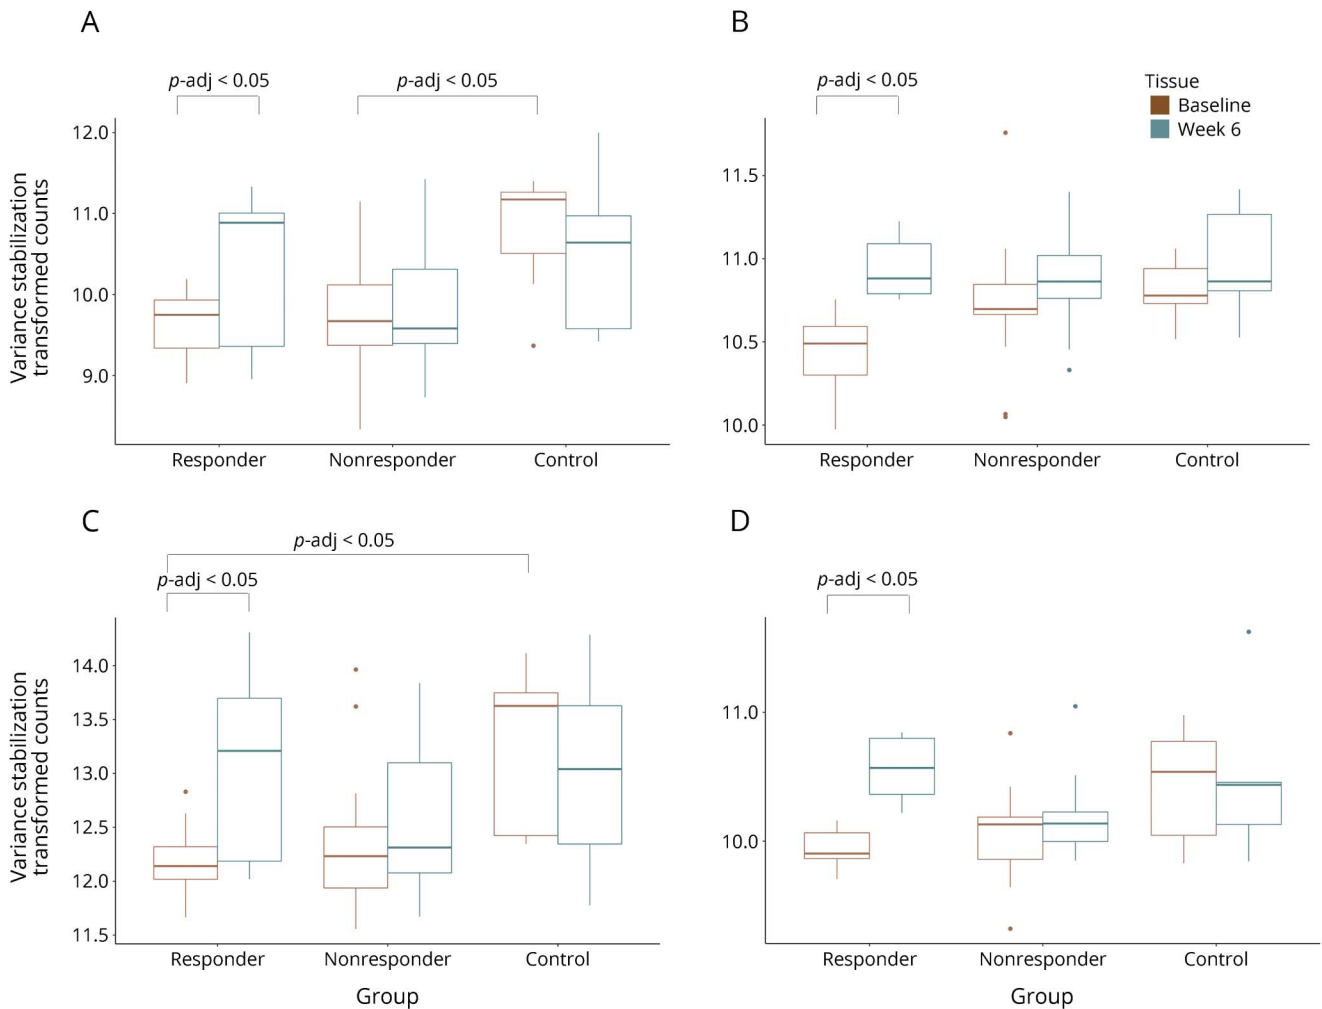 A
p-adj < 0.05
p-adj < 0.05
Variance stabilization
transformed counts
12.0
11.0
10.0
9.0
Responder
Nonresponder
Control
B
p-adj < 0.05
Tissue
Baseline
Week 6
11.5
11.0
10.5
10.0
Responder
Nonresponder
Control
C
p-adj < 0.05
p-adj < 0.05
Variance stabilization
transformed counts
14.0
13.5
13.0
12.5
12.0
11.5
Responder
Nonresponder
Control
Group
D
p-adj < 0.05
11.0
10.0
Responder
Nonresponder
Control
Group